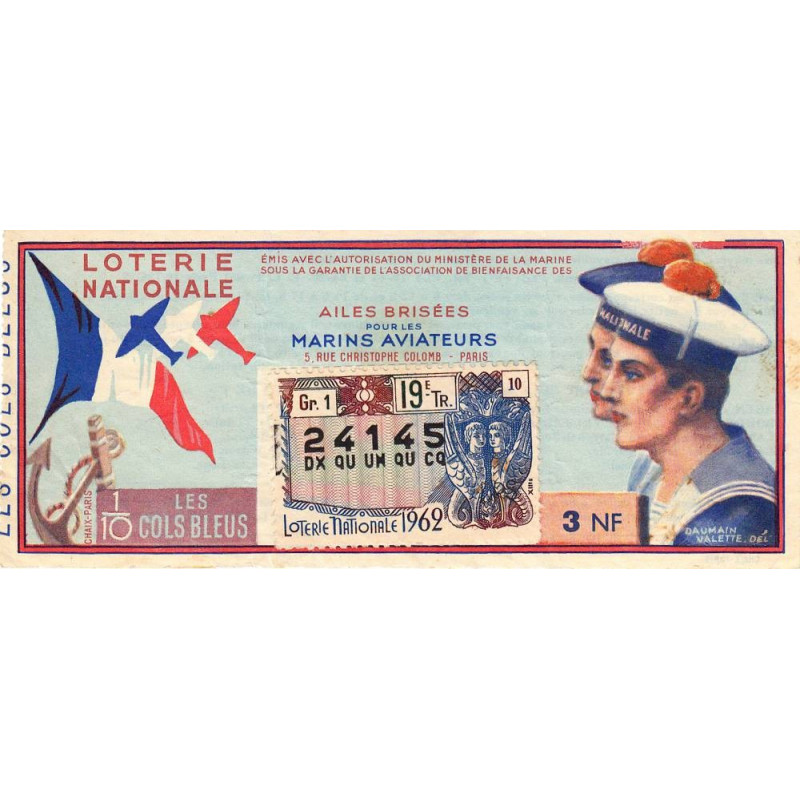 LES COLS BLEUS
LOTERIE
NATIONALE
ÉMIS AVEC L'AUTORISATION DU MINISTÈRE DE LA MARINE
SOUS LA GARANTIE DE L'ASSOCIATION DE BIENFAISANCE DES
AILES BRISÉES
POUR LES
MARINS AVIATEURS
5, RUE CHRISTOPHE COLOMB - PARIS
NATIONALE
Gr. 1
19E TR.
10
24145
DX QU UN QU CQ
LOTERIE NATIONALE 1962
CHAIX-PARIS
1/10
LES
COLS BLEUS
3 NF
DAUMAIN
VALETTE. DEL